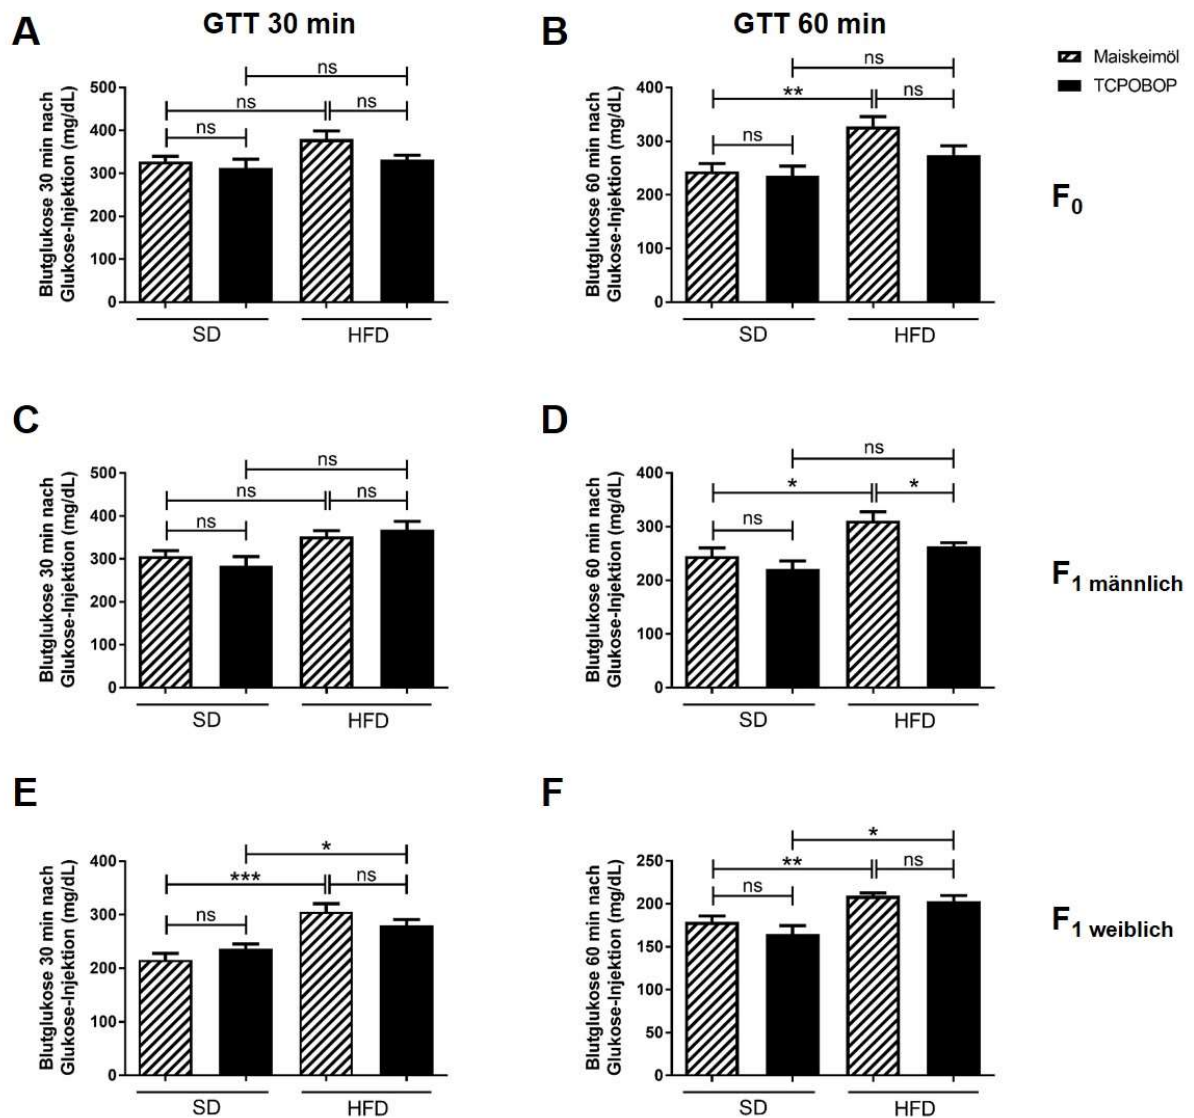 A
GTT 30 min
B
GTT 60 min
Maiskeimöl
TCPOBOP
Blutglukose 30 min nach
Glukose-Injektion (mg/dL)
500
400
300
200
100
0
ns
ns
ns
ns
SD
HFD
Blutglukose 60 min nach
Glukose-Injektion (mg/dL)
400
300
200
100
0
ns
**
ns
ns
SD
HFD
F0
C
Blutglukose 30 min nach
Glukose-Injektion (mg/dL)
500
400
300
200
100
0
ns
ns
ns
ns
SD
HFD
D
Blutglukose 60 min nach
Glukose-Injektion (mg/dL)
400
300
200
100
0
ns
*
*
ns
SD
HFD
F1 männlich
E
Blutglukose 30 min nach
Glukose-Injektion (mg/dL)
400
300
200
100
0
*
***
ns
ns
SD
HFD
F
Blutglukose 60 min nach
Glukose-Injektion (mg/dL)
250
200
150
100
50
0
*
**
ns
ns
SD
HFD
F1 weiblich